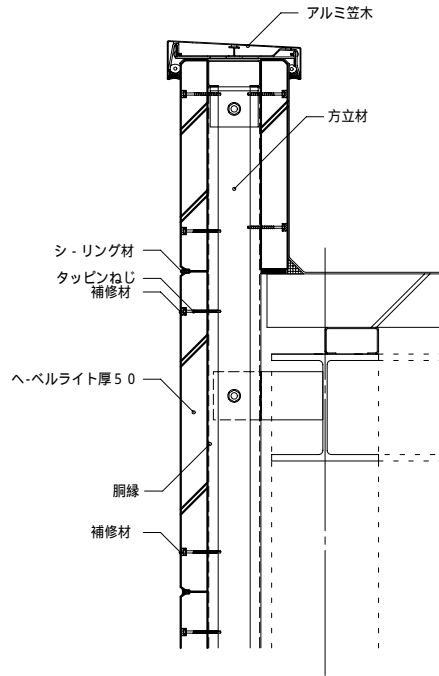 アルミ笠木
方立材
シ-リング材
タッピンねじ
補修材
ヘ-ベルライト厚５０
胴縁
補修材